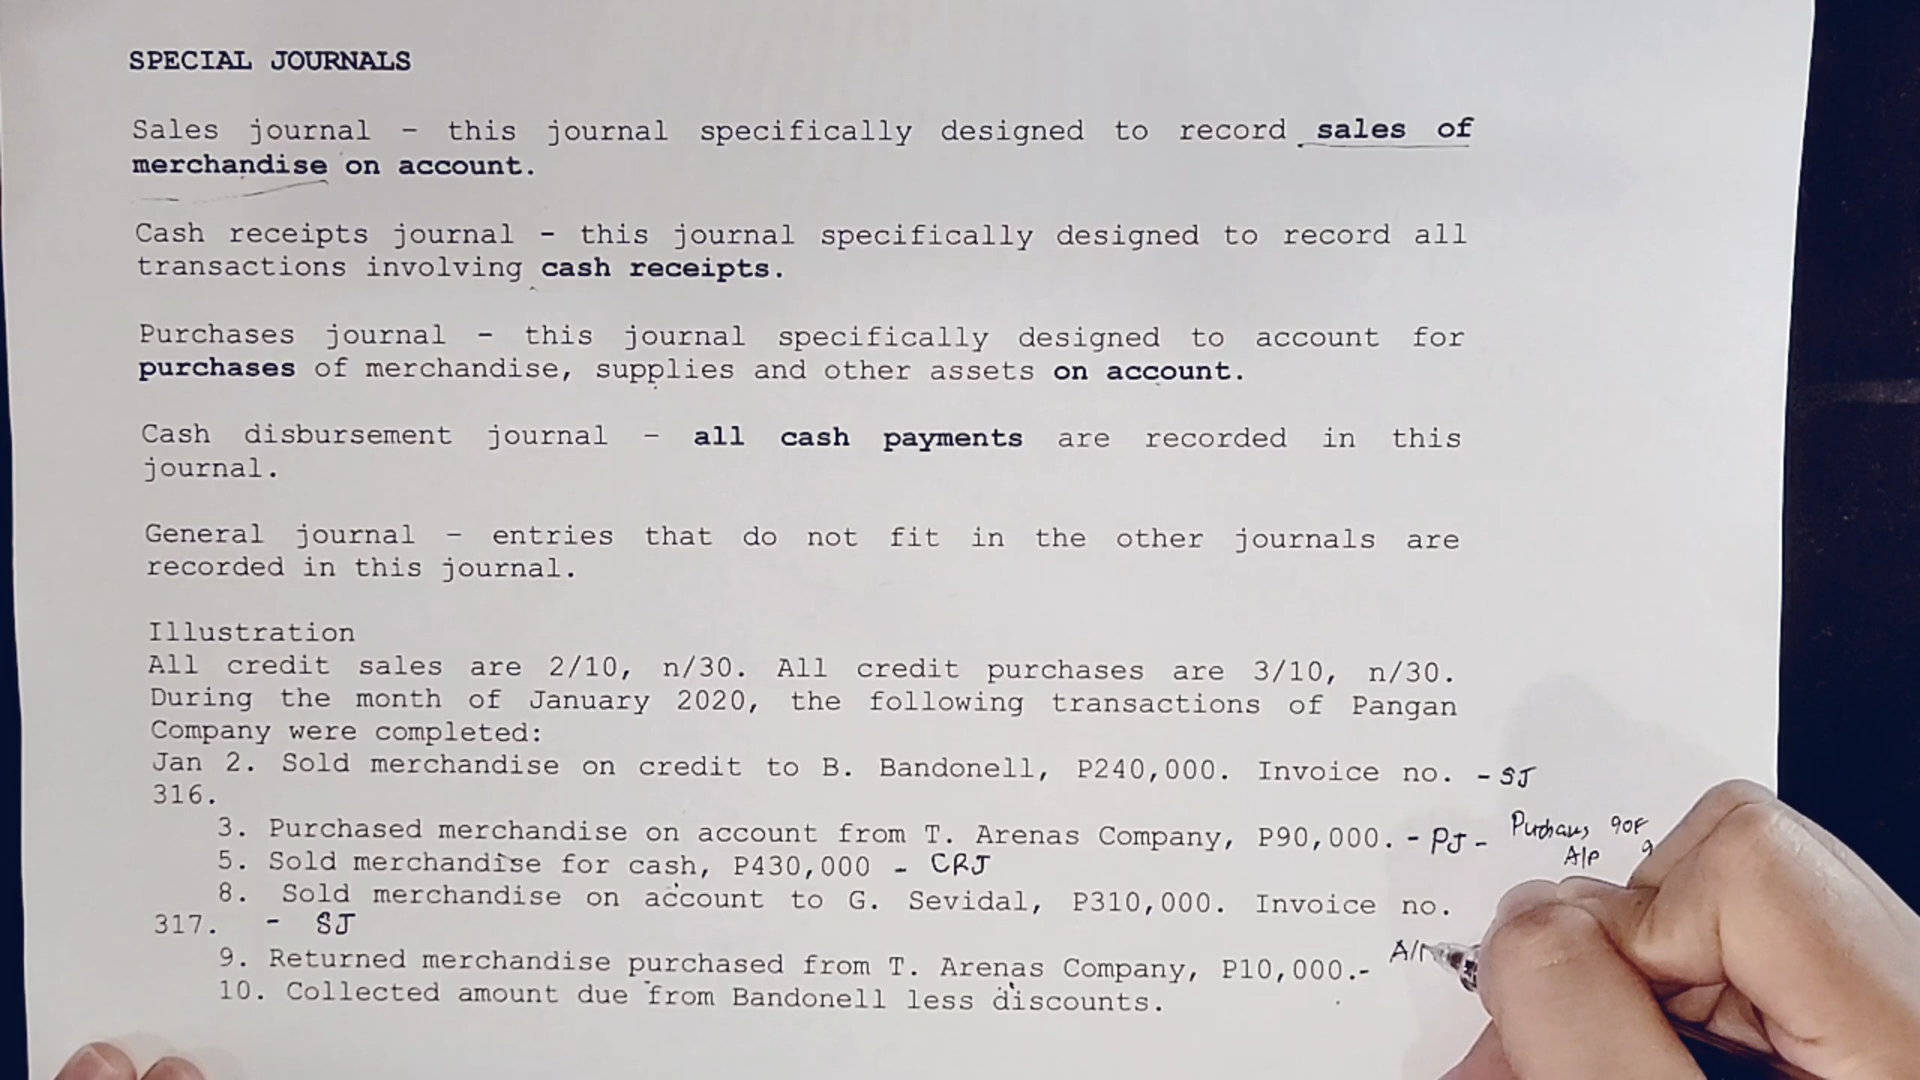 SPECIAL JOURNALS
Sales journal – this journal specifically designed to record sales of
merchandise on account.
Cash receipts journal – this journal specifically designed to record all
transactions involving cash receipts.
Purchases journal – this journal specifically designed to account for
purchases of merchandise, supplies and other assets on account.
Cash disbursement journal – all cash payments are recorded in this
journal.
General journal – entries that do not fit in the other journals are
recorded in this journal.
Illustration
All credit sales are 2/10, n/30. All credit purchases are 3/10, n/30.
During the month of January 2020, the following transactions of Pangan
Company were completed:
Jan 2. Sold merchandise on credit to B. Bandonell, P240,000. Invoice no. - SJ
316.
3. Purchased merchandise on account from T. Arenas Company, P90,000. - PJ -
A/P 9
5. Sold merchandise for cash, P430,000 - CRJ
8. Sold merchandise on account to G. Sevidal, P310,000. Invoice no.
317. - SJ
9. Returned merchandise purchased from T. Arenas Company, P10,000.-
10. Collected amount due from Bandonell less discounts.